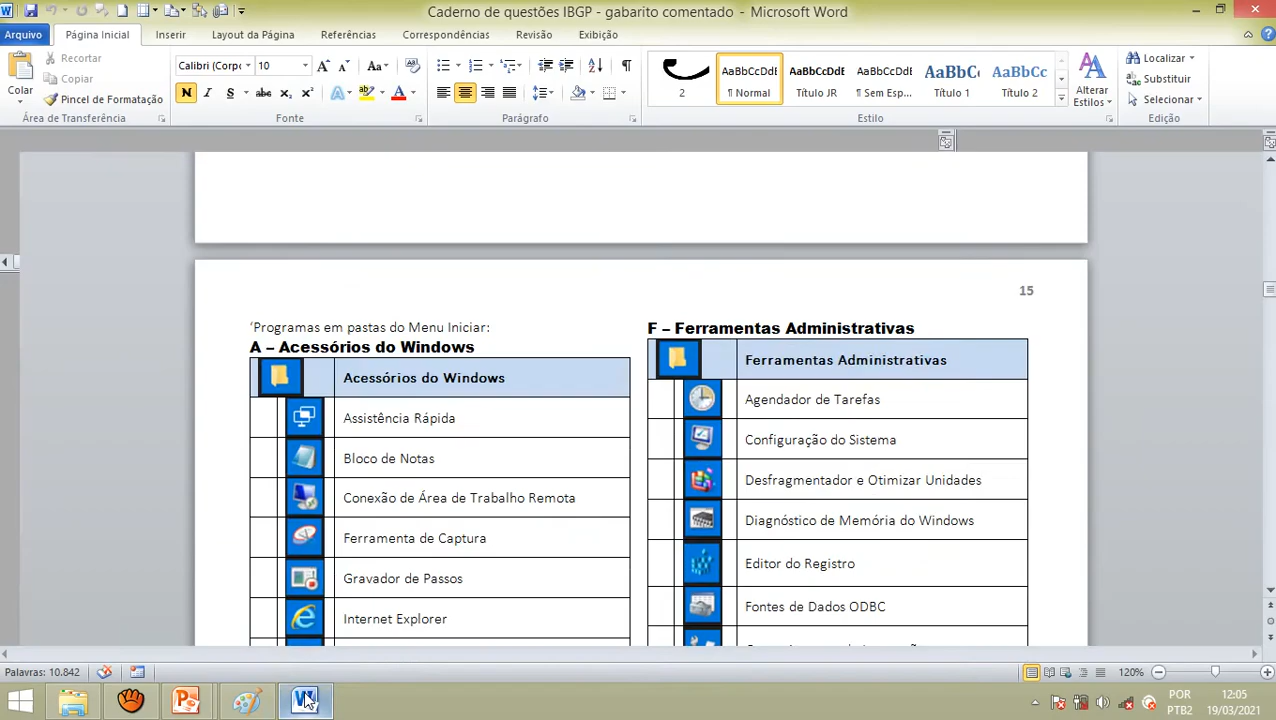 Caderno de questões IBGP - gabarito comentado - Microsoft Word
Arquivo
Página Inicial
Inserir
Layout da Página
Referências
Correspondências
Revisão
Exibição
Colar
Recortar
Copiar
Pincel de Formatação
Área de Transferência
Calibri (Corp
10
Fonte
Parágrafo
AaBbCcDdE
AaBbCcDdE
AaBbCcDdE
AaBbC
AaBbCc
2
¶ Normal
Título JR
¶ Sem Esp...
Título 1
Título 2
Alterar
Estilos
Estilo
Localizar
Substituir
Selecionar
Edição
15
‘Programas em pastas do Menu Iniciar:
A – Acessórios do Windows
Acessórios do Windows
Assistência Rápida
Bloco de Notas
Conexão de Área de Trabalho Remota
Ferramenta de Captura
Gravador de Passos
Internet Explorer
F – Ferramentas Administrativas
Ferramentas Administrativas
Agendador de Tarefas
Configuração do Sistema
Desfragmentador e Otimizar Unidades
Diagnóstico de Memória do Windows
Editor do Registro
Fontes de Dados ODBC
Palavras: 10.842
120%
POR
PTB2
12:05
19/03/2021